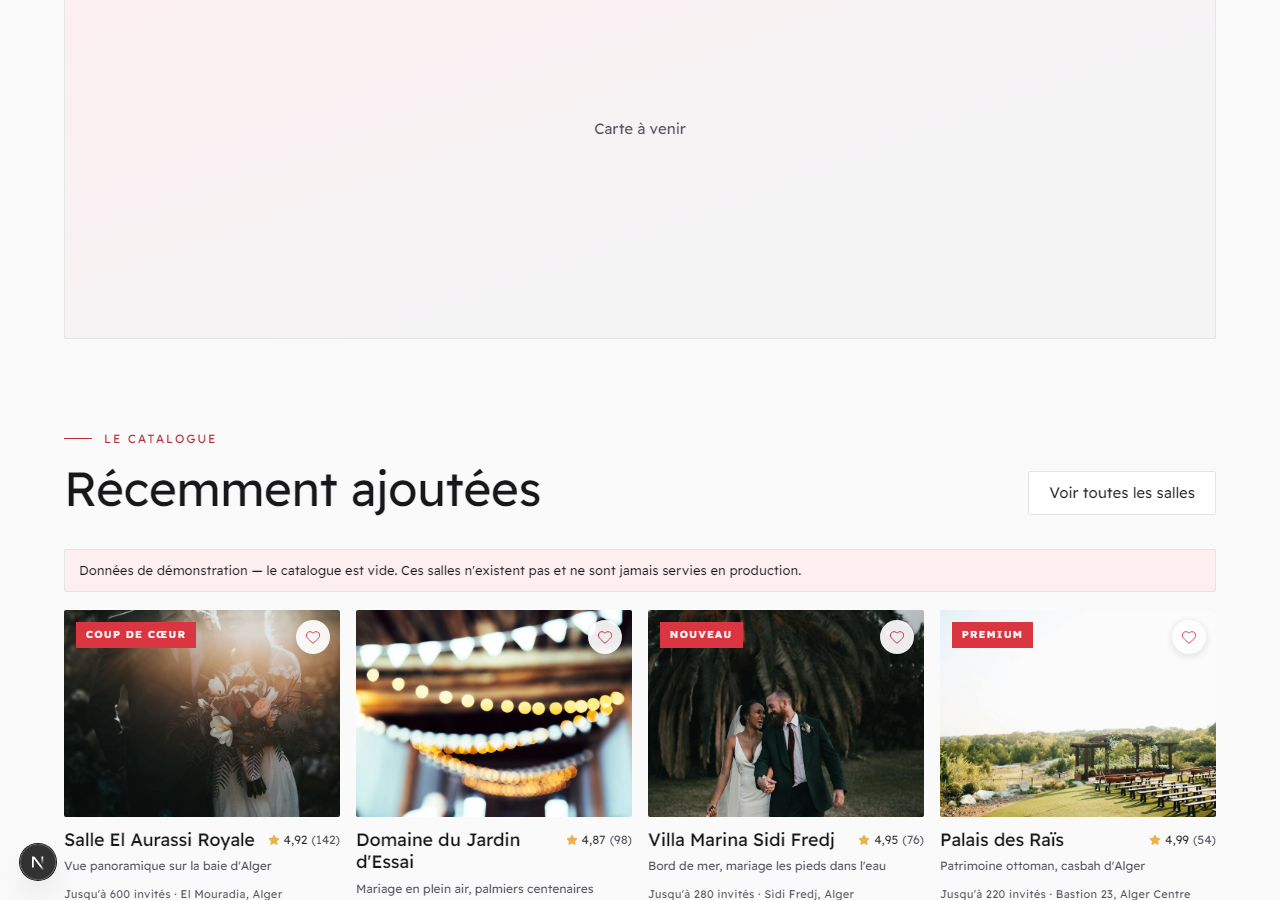 Carte à venir
LE CATALOGUE
Récemment ajoutées
Voir toutes les salles
Données de démonstration — le catalogue est vide. Ces salles n'existent pas et ne sont jamais servies en production.
COUP DE CŒUR
NOUVEAU
PREMIUM
Salle El Aurassi Royale
4,92 (142)
Vue panoramique sur la baie d'Alger
Jusqu'à 600 invités · El Mouradia, Alger
Domaine du Jardin
d'Essai
4,87 (98)
Mariage en plein air, palmiers centenaires
Villa Marina Sidi Fredj
4,95 (76)
Bord de mer, mariage les pieds dans l'eau
Jusqu'à 280 invités · Sidi Fredj, Alger
Palais des Raïs
4,99 (54)
Patrimoine ottoman, casbah d'Alger
Jusqu'à 220 invités · Bastion 23, Alger Centre
N